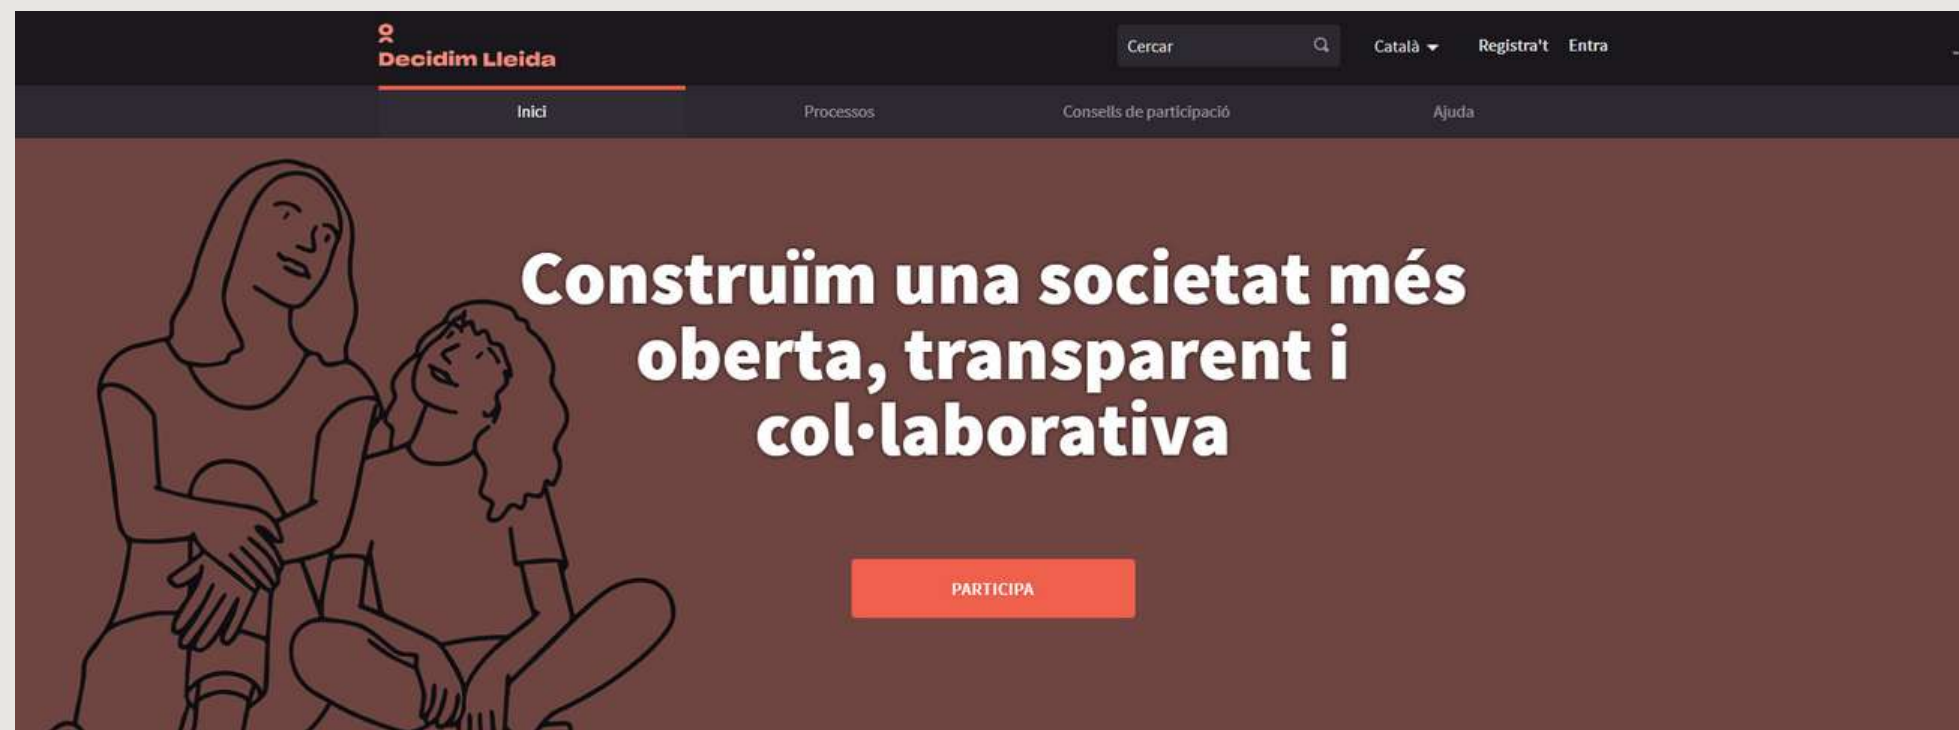 Decidim Lleida
Cercar
Català
Registra't
Entra
Inici
Processos
Consells de participació
Ajuda
Construïm una societat més
oberta, transparent i
col·laborativa
PARTICIPA